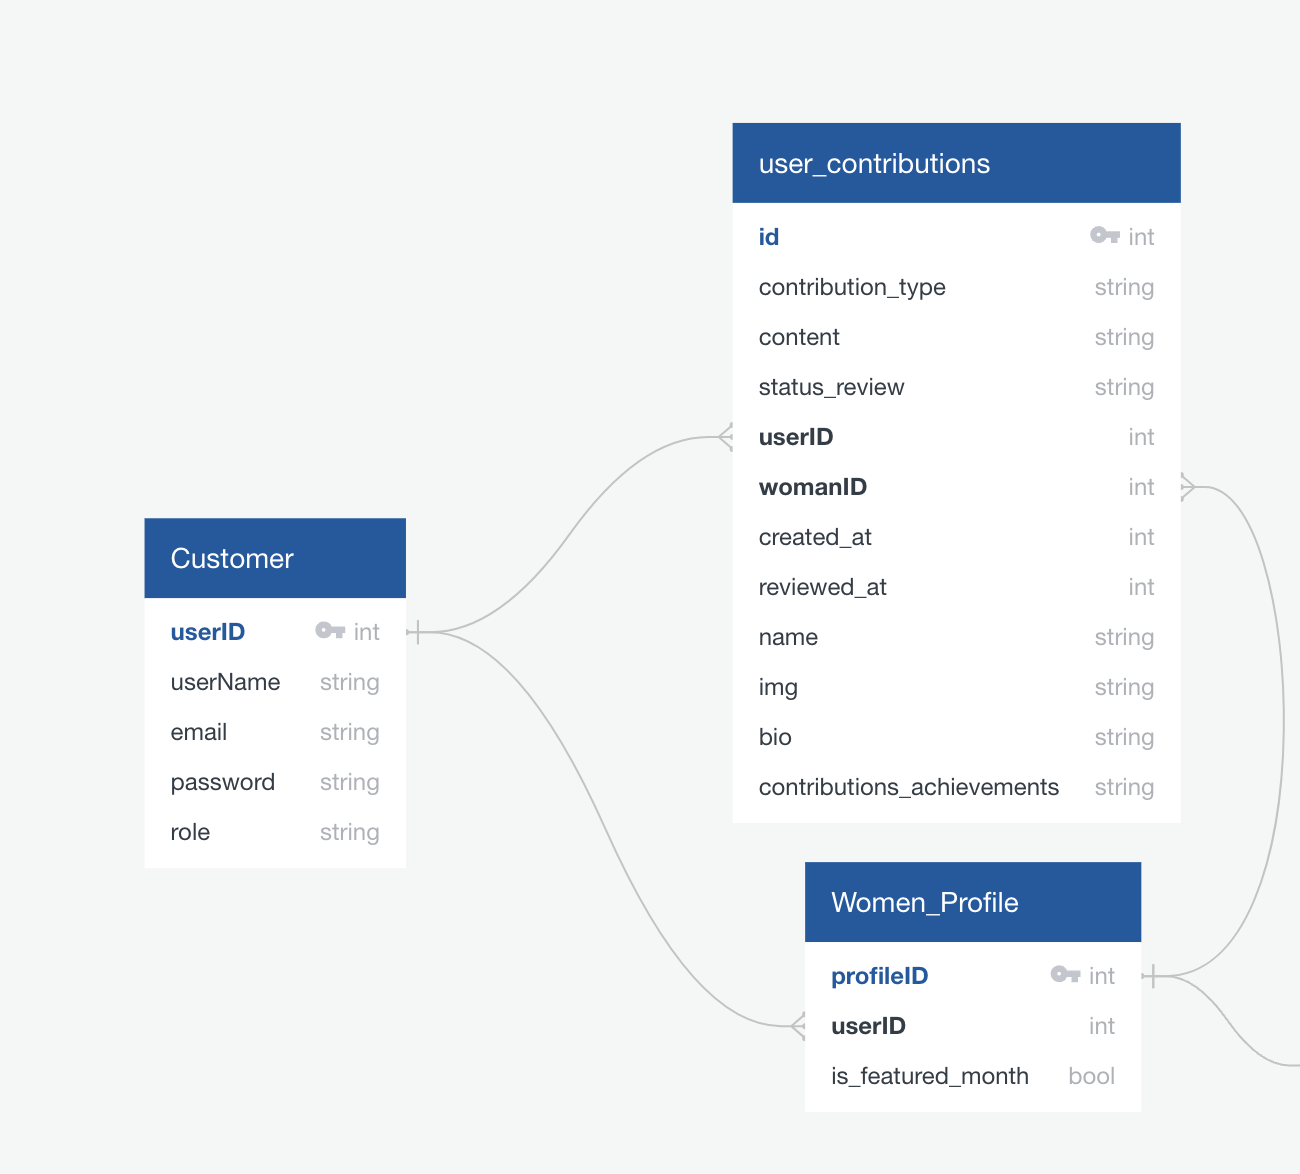 user_contributions
id int
contribution_type string
content string
status_review string
userID int
womanID int
created_at int
reviewed_at int
name string
img string
bio string
contributions_achievements string
Customer
userID int
userName string
email string
password string
role string
Women_Profile
profileID int
userID int
is_featured_month bool